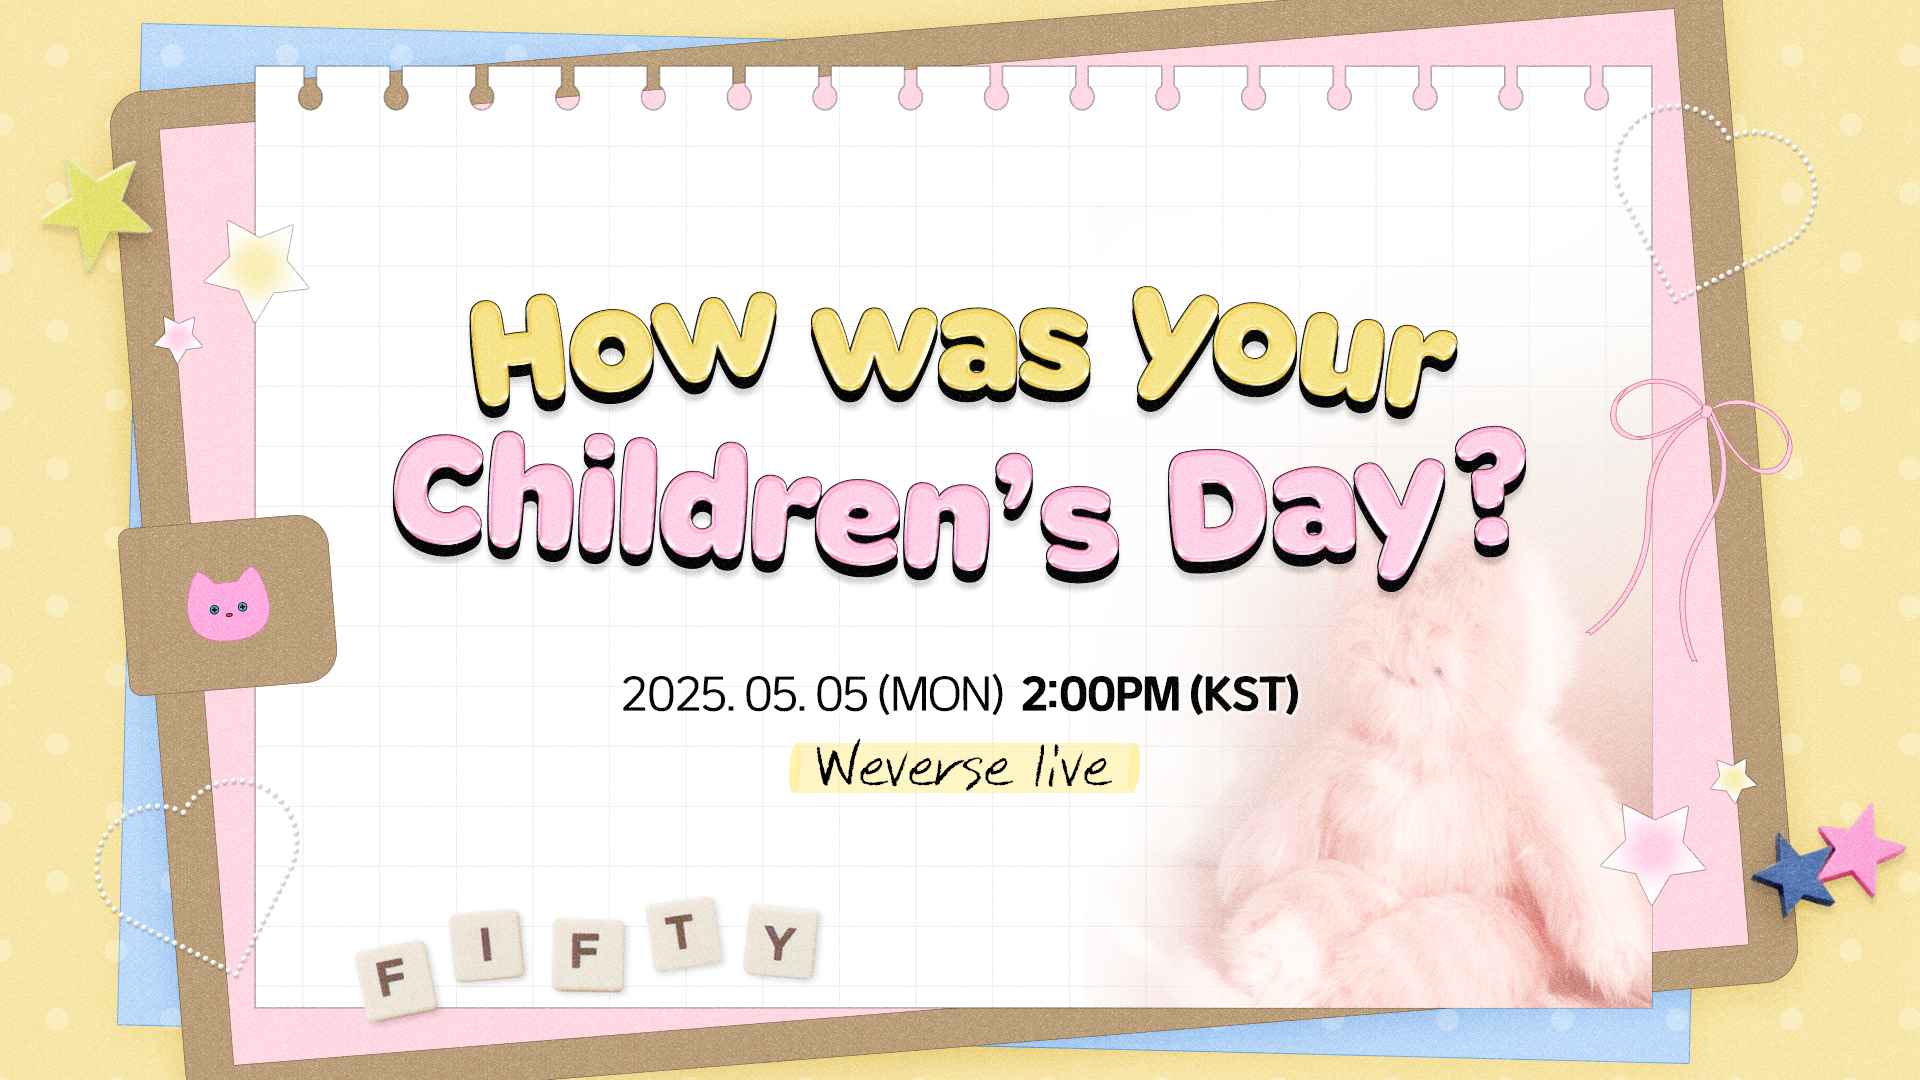 How was your
Children's Day?
2025. 05. 05 (MON) 2:00PM (KST)
Weverse live
FIFTY